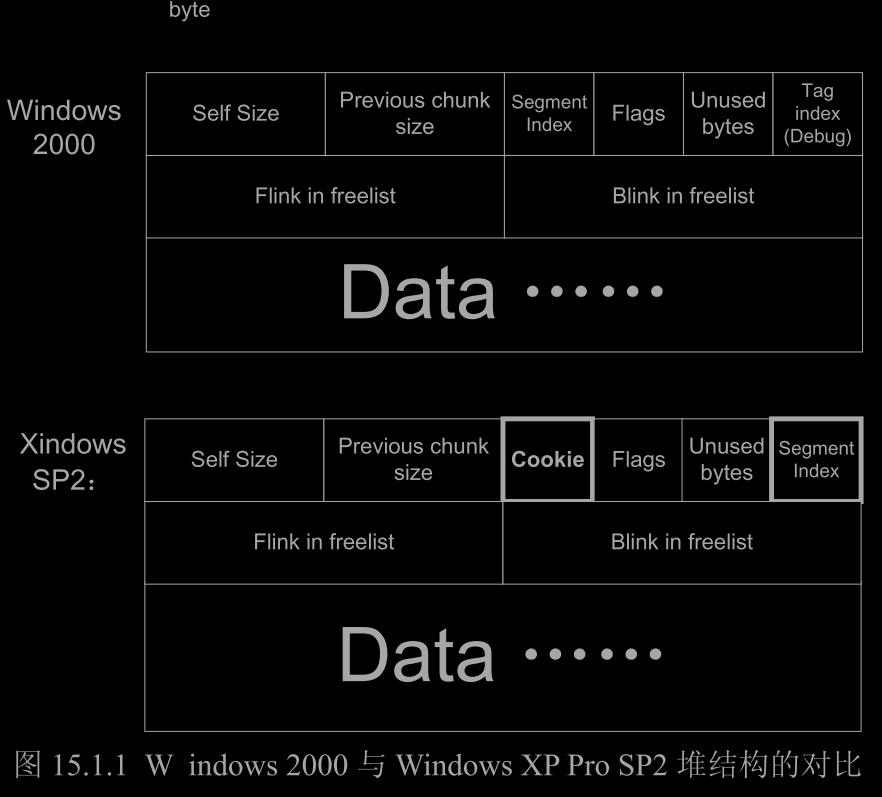 byte
Windows
2000
Self Size
Previous chunk
size
Segment
Index
Flags
Unused
bytes
Tag
index
(Debug)
Flink in freelist
Blink in freelist
Data ······
Xindows
SP2：
Self Size
Previous chunk
size
Cookie
Flags
Unused
bytes
Segment
Index
Flink in freelist
Blink in freelist
Data ······
图 15.1.1 W indows 2000 与 Windows XP Pro SP2 堆结构的对比